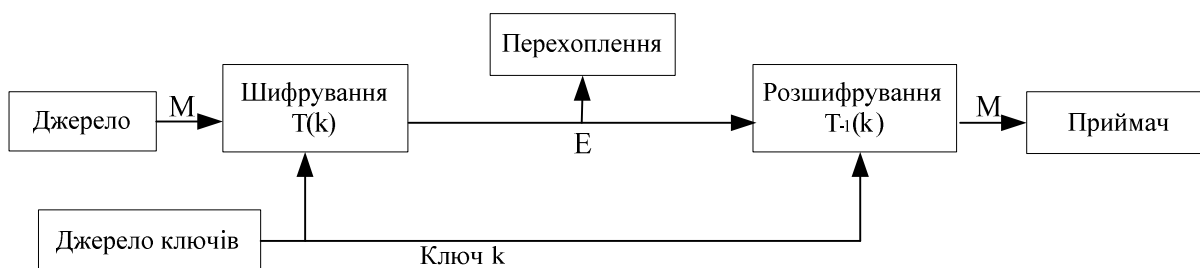 Перехоплення
Джерело
М
Шифрування
T(k)
E
Розшифрування
T-1(k)
М
Приймач
Джерело ключів
Ключ k